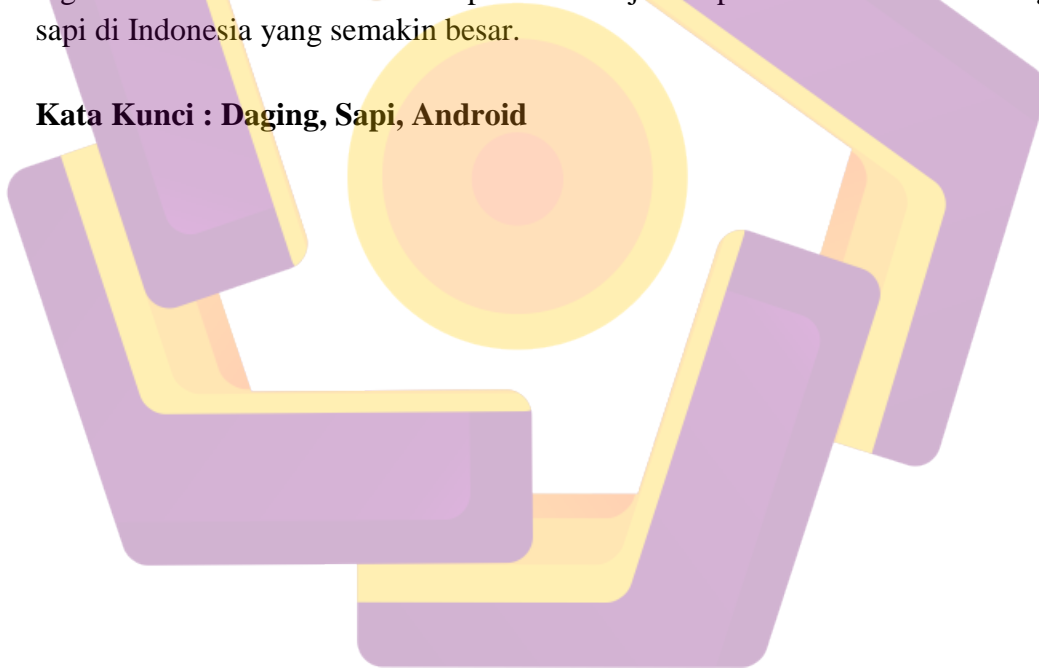 sapi di Indonesia yang semakin besar.
Kata Kunci : Daging, Sapi, Android